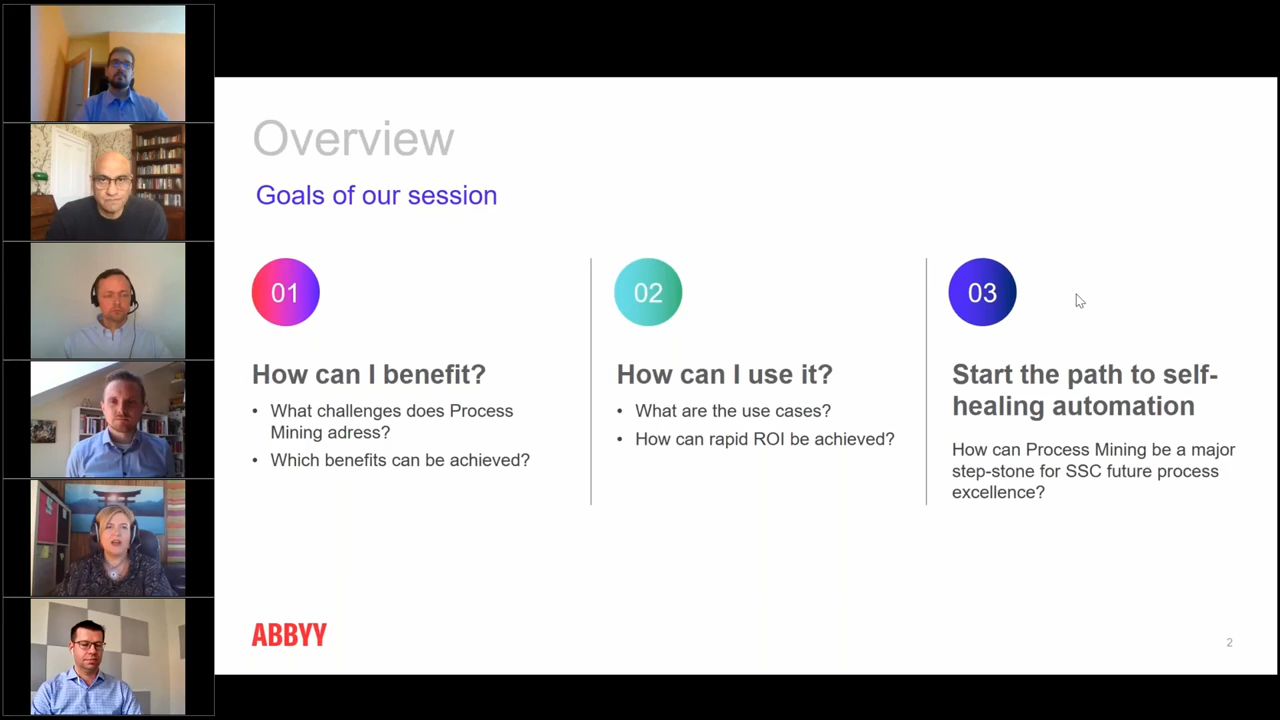 Overview
Goals of our session
01
How can I benefit?
• What challenges does Process
Mining adress?
• Which benefits can be achieved?
02
How can I use it?
• What are the use cases?
• How can rapid ROI be achieved?
03
Start the path to self-
healing automation
How can Process Mining be a major
step-stone for SSC future process
excellence?
ABBYY
2